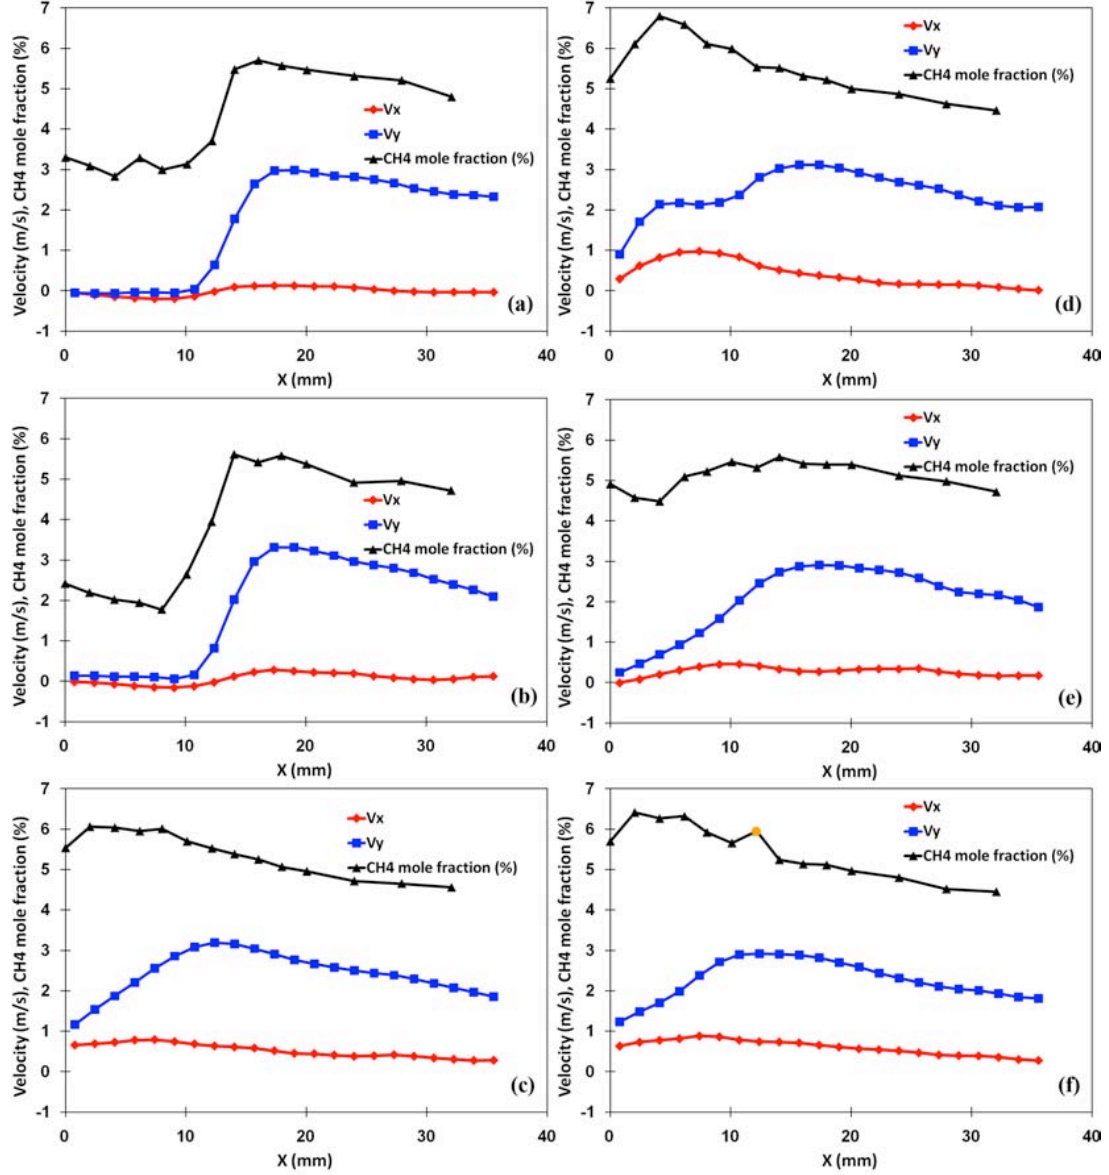 Velocity (m/s), CH4 mole fraction (%)
7
6
5
4
3
2
1
0
-1
Vx
Vy
CH4 mole fraction (%)
(a)
0 10 20 30 40
X (mm)
Velocity (m/s), CH4 mole fraction (%)
7
6
5
4
3
2
1
0
-1
Vx
Vy
CH4 mole fraction (%)
(d)
0 10 20 30 40
X (mm)
Velocity (m/s), CH4 mole fraction (%)
7
6
5
4
3
2
1
0
-1
Vx
Vy
CH4 mole fraction (%)
(b)
0 10 20 30 40
X (mm)
Velocity (m/s), CH4 mole fraction (%)
7
6
5
4
3
2
1
0
-1
Vx
Vy
CH4 mole fraction (%)
(e)
0 10 20 30 40
X (mm)
Velocity (m/s), CH4 mole fraction (%)
7
6
5
4
3
2
1
0
-1
Vx
Vy
CH4 mole fraction (%)
(c)
0 10 20 30 40
X (mm)
Velocity (m/s), CH4 mole fraction (%)
7
6
5
4
3
2
1
0
-1
Vx
Vy
CH4 mole fraction (%)
(f)
0 10 20 30 40
X (mm)